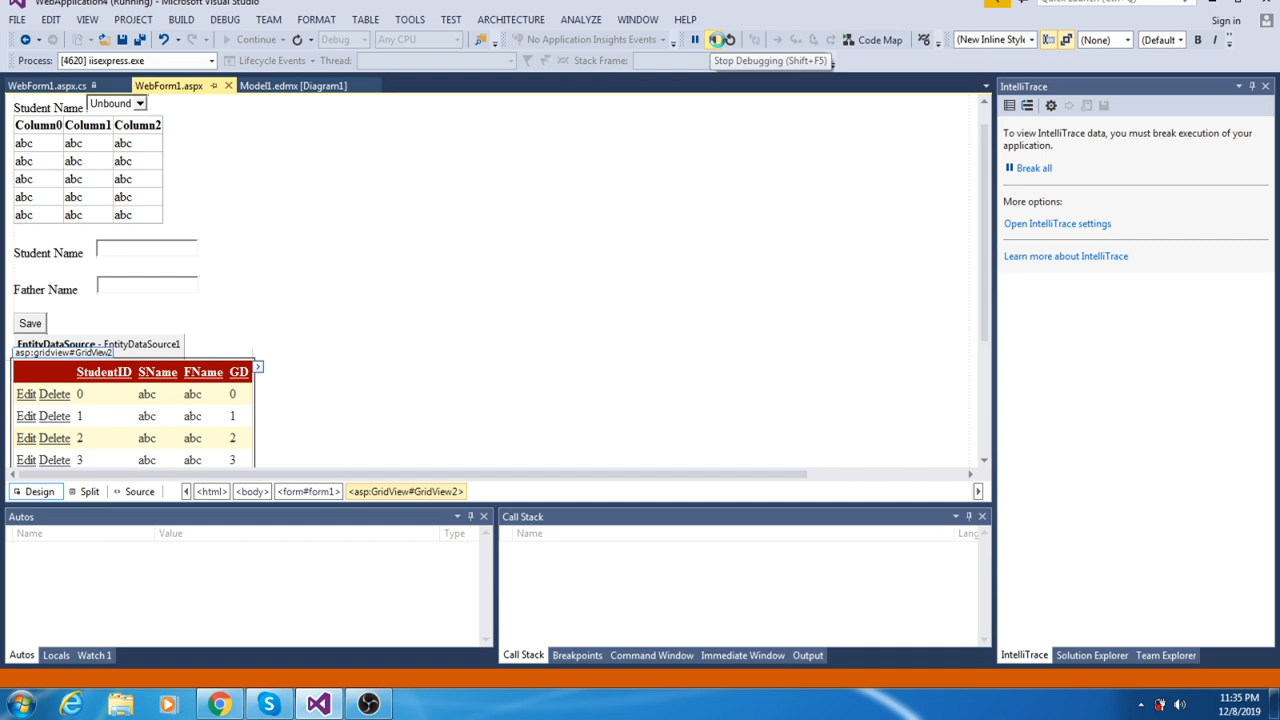 WebApplication4 (Running) - Microsoft Visual Studio
Quick Launch (Ctrl+Q)
FILE EDIT VIEW PROJECT BUILD DEBUG TEAM FORMAT TABLE TOOLS TEST ARCHITECTURE ANALYZE WINDOW HELP
Sign in
Continue Debug Any CPU No Application Insights Events Code Map (New Inline Style (None) (Default B I
Process: [4620] iisexpress.exe Lifecycle Events Thread: Stack Frame:
Stop Debugging (Shift+F5)
WebForm1.aspx.cs WebForm1.aspx Model1.edmx [Diagram1]
Student Name Unbound
Column0 Column1 Column2
abc abc abc
abc abc abc
abc abc abc
abc abc abc
abc abc abc
Student Name
Father Name
Save
EntityDataSource - EntityDataSource1
asp:gridview#GridView2
StudentID SName FName GD
Edit Delete 0 abc abc 0
Edit Delete 1 abc abc 1
Edit Delete 2 abc abc 2
Edit Delete 3 abc abc 3
Design Split Source <html> <body> <form#form1> <asp:GridView#GridView2>
IntelliTrace
To view IntelliTrace data, you must break execution of your
application.
Break all
More options:
Open IntelliTrace settings
Learn more about IntelliTrace
Autos
Name Value Type
Call Stack
Name Lang
Autos Locals Watch 1
Call Stack Breakpoints Command Window Immediate Window Output
IntelliTrace Solution Explorer Team Explorer
11:35 PM
12/8/2019